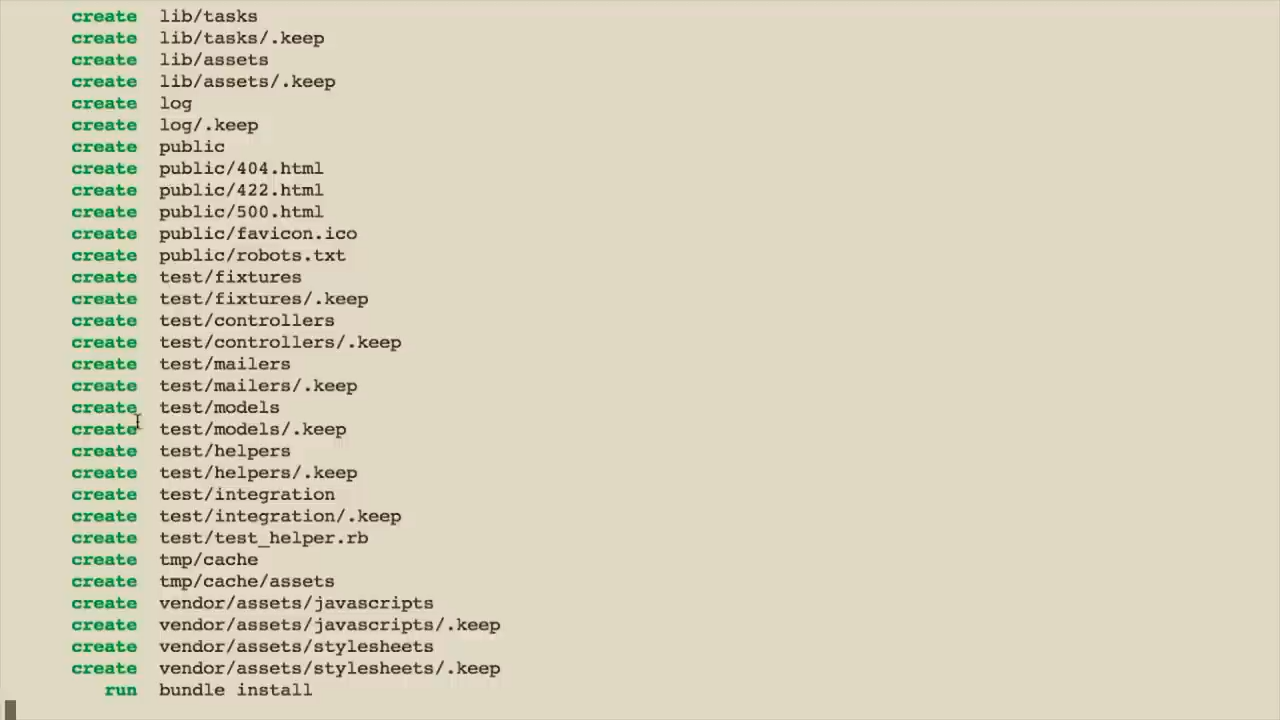 create  lib/tasks
create  lib/tasks/.keep
create  lib/assets
create  lib/assets/.keep
create  log
create  log/.keep
create  public
create  public/404.html
create  public/422.html
create  public/500.html
create  public/favicon.ico
create  public/robots.txt
create  test/fixtures
create  test/fixtures/.keep
create  test/controllers
create  test/controllers/.keep
create  test/mailers
create  test/mailers/.keep
create  test/models
create  test/models/.keep
create  test/helpers
create  test/helpers/.keep
create  test/integration
create  test/integration/.keep
create  test/test_helper.rb
create  tmp/cache
create  tmp/cache/assets
create  vendor/assets/javascripts
create  vendor/assets/javascripts/.keep
create  vendor/assets/stylesheets
create  vendor/assets/stylesheets/.keep
run  bundle install